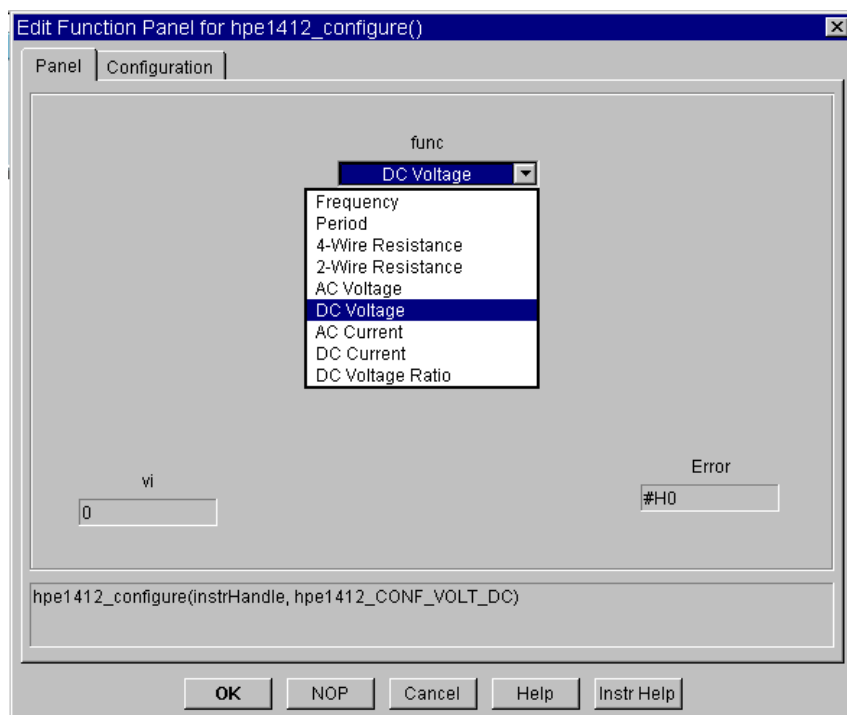 Edit Function Panel for hpe1412_configure()
Panel Configuration
func
DC Voltage
Frequency
Period
4-Wire Resistance
2-Wire Resistance
AC Voltage
DC Voltage
AC Current
DC Current
DC Voltage Ratio
vi
0
Error
#H0
hpe1412_configure(instrHandle, hpe1412_CONF_VOLT_DC)
OK NOP Cancel Help Instr Help